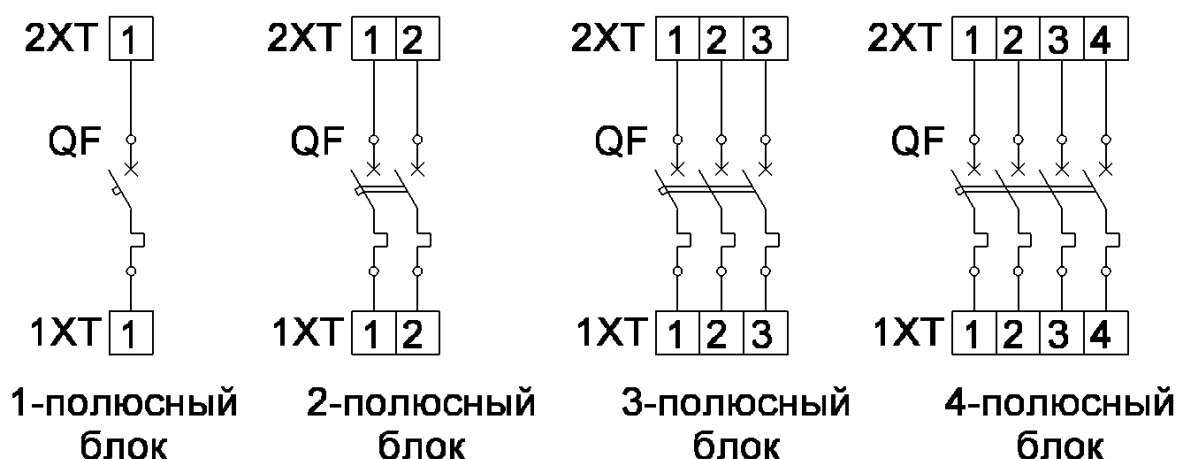 2XT 1
QF
1XT 1
1-полюсный
блок
2XT 1 2
QF
1XT 1 2
2-полюсный
блок
2XT 1 2 3
QF
1XT 1 2 3
3-полюсный
блок
2XT 1 2 3 4
QF
1XT 1 2 3 4
4-полюсный
блок